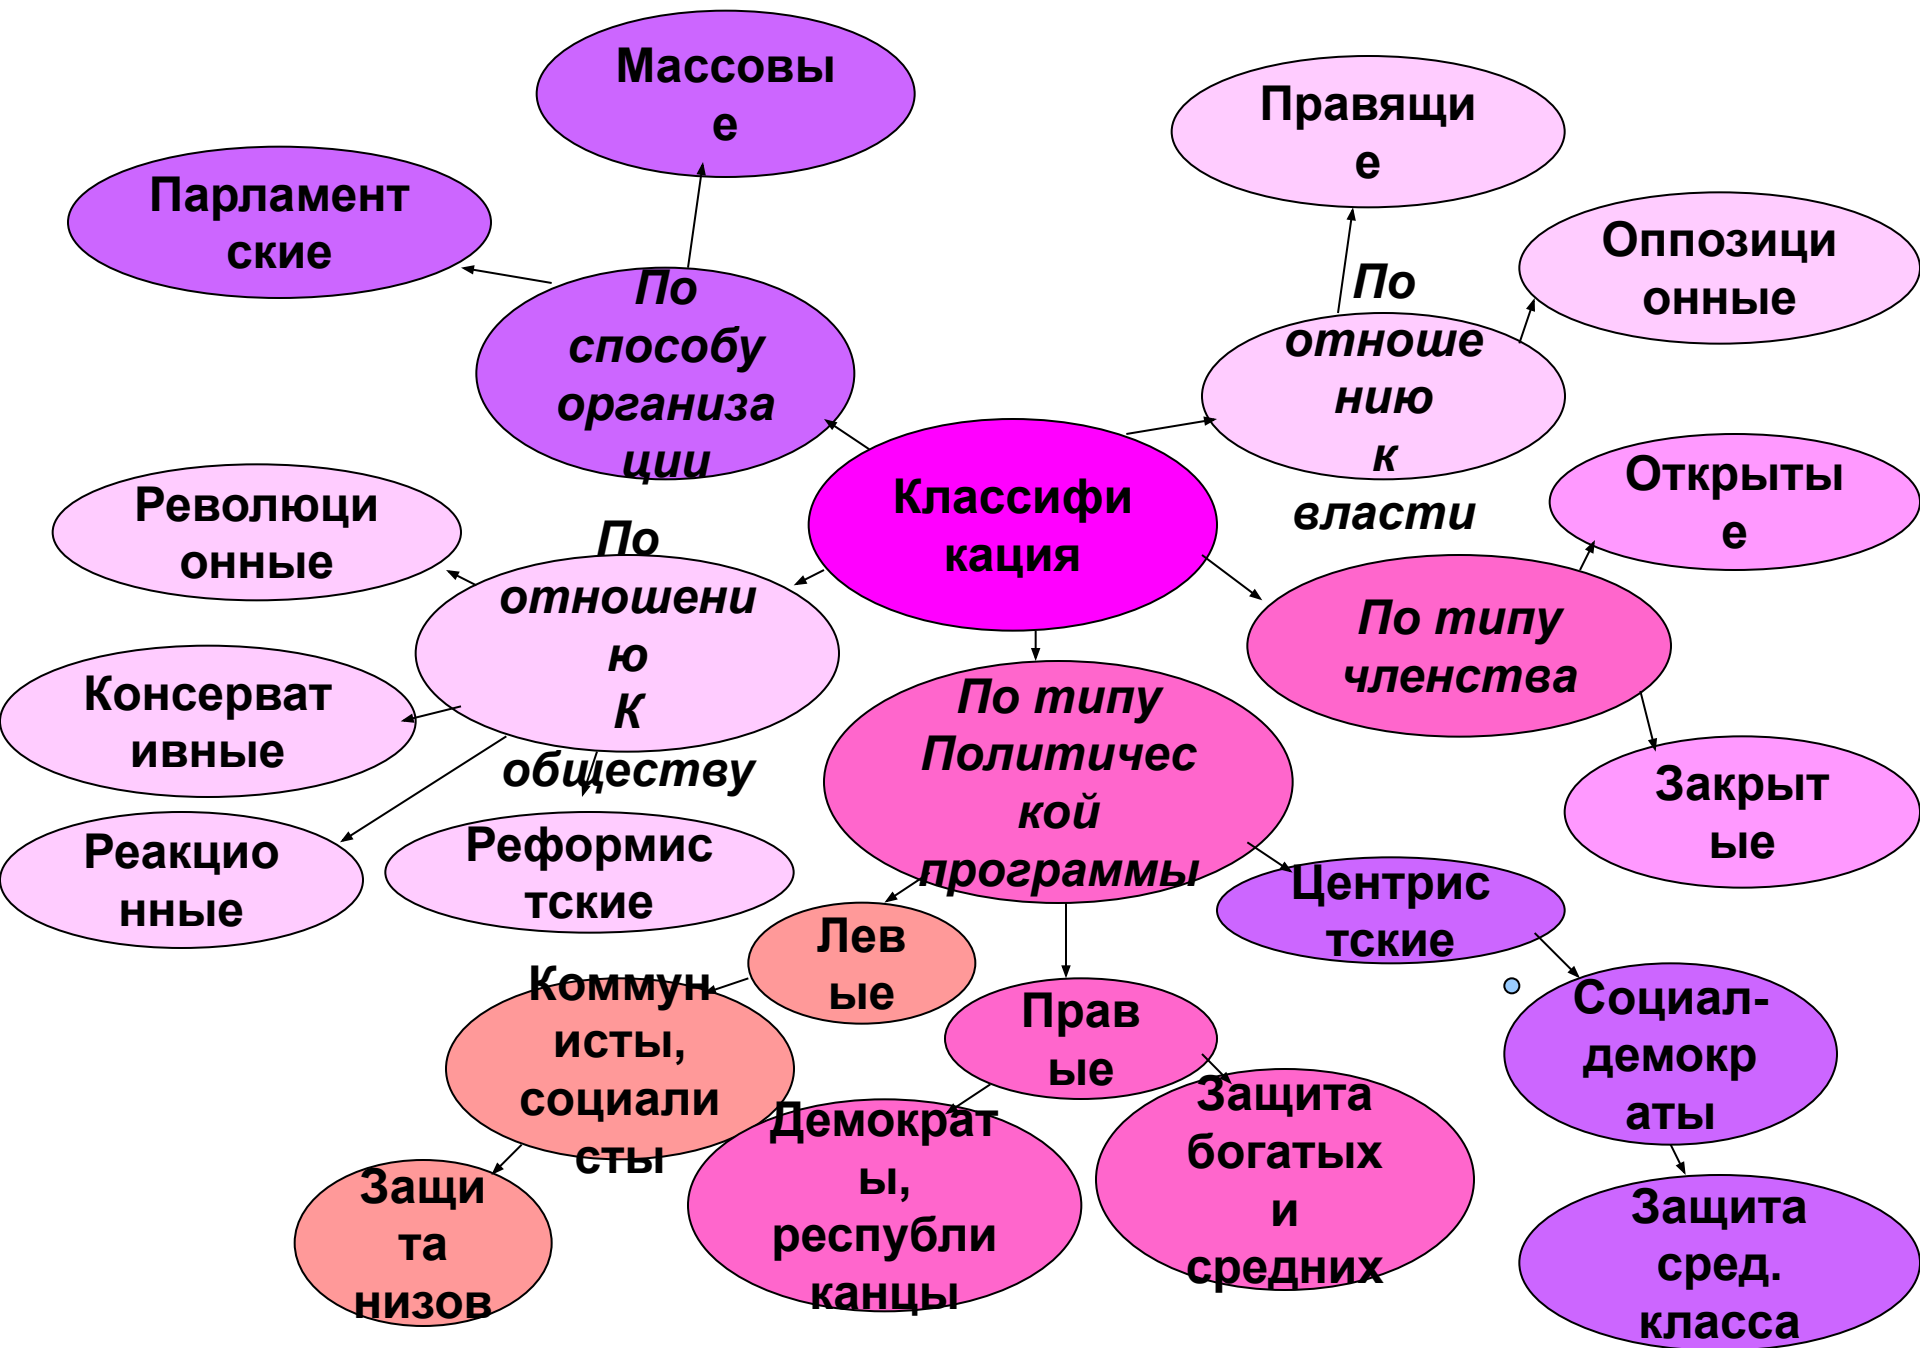 Массовы
е
Парламент
ские
По
способу
организа
ции
Правящи
е
Оппозици
онные
По
отноше
нию
к
власти
Классифи
кация
Открыты
е
По типу
членства
Закрыт
ые
Революци
онные
По
отношени
ю
К
обществу
Консерват
ивные
Реакцио
нные
Реформис
тские
По типу
Политичес
кой
программы
Лев
ые
Коммун
исты,
социали
сты
Защи
та
низов
Прав
ые
Демократ
ы,
республи
канцы
Защита
богатых
и
средних
Центрис
тские
Социал-
демокр
аты
Защита
сред.
класса